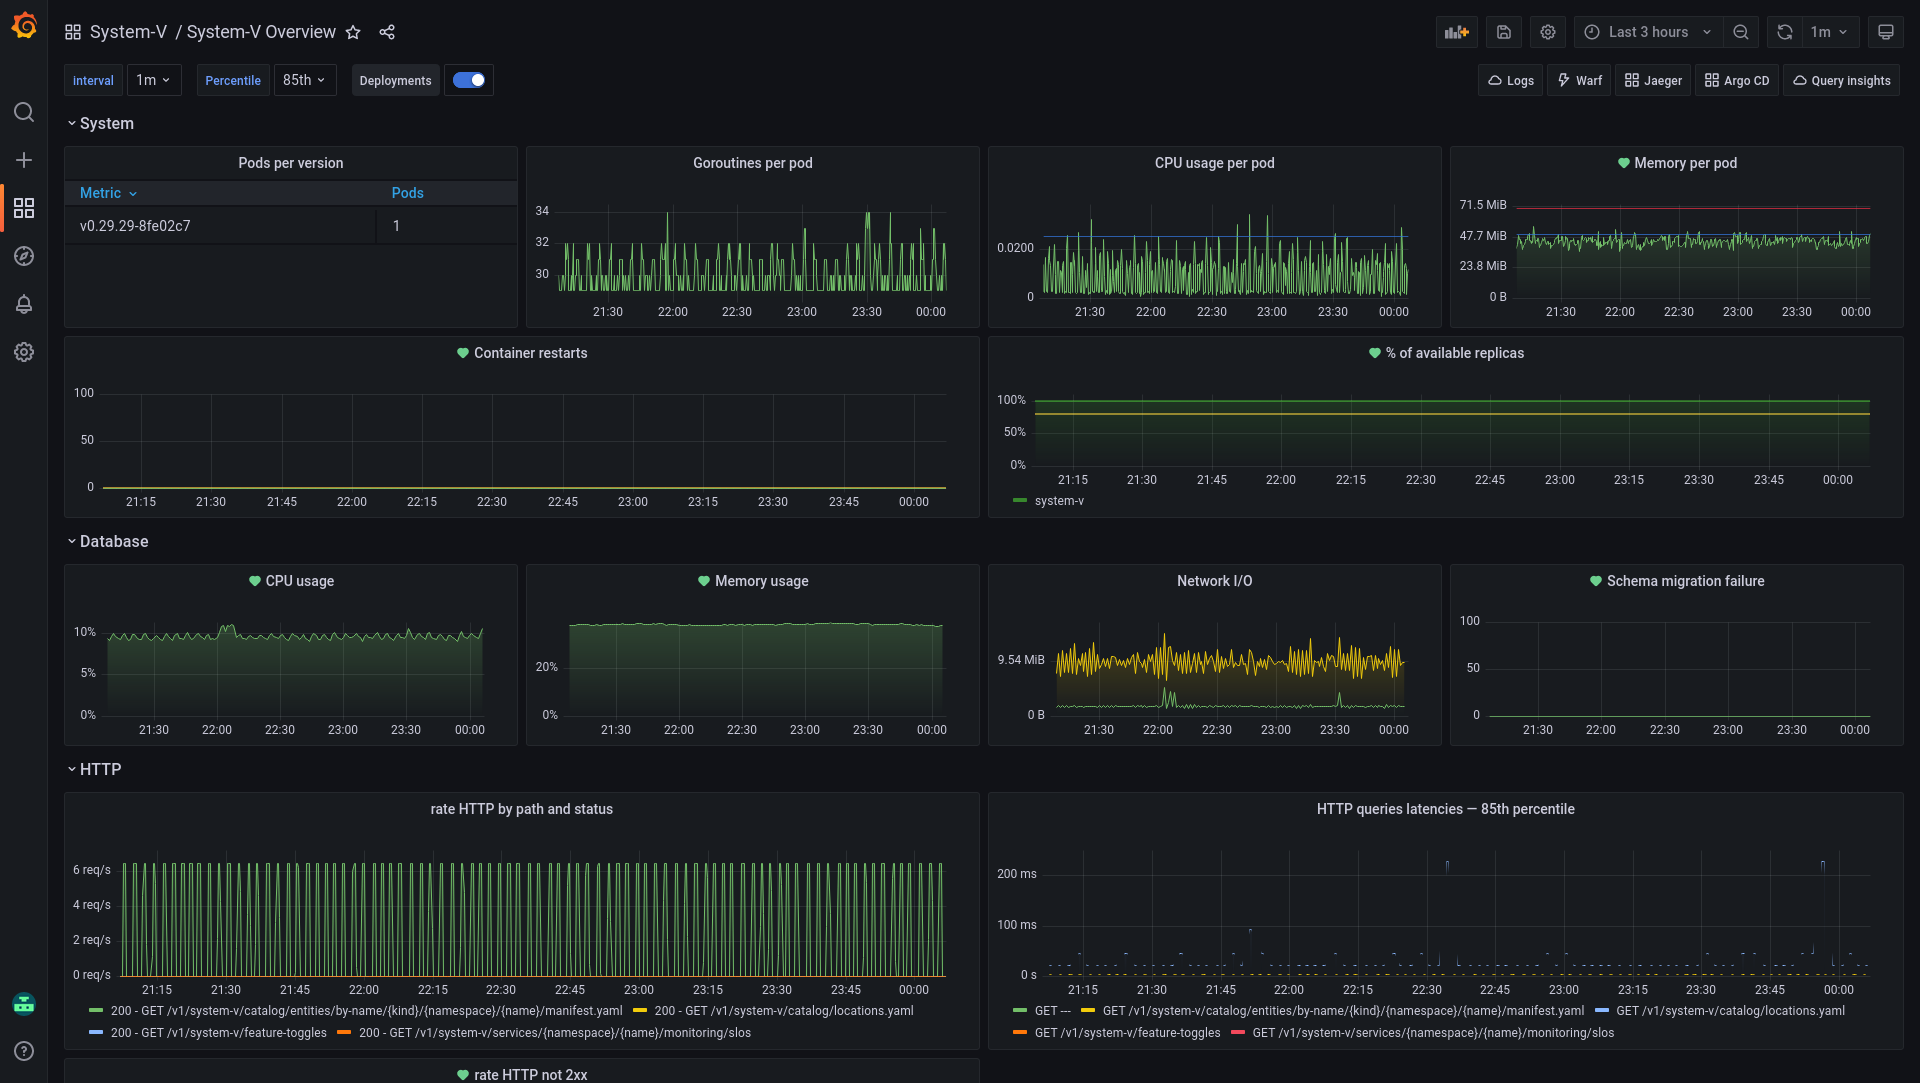 System-V / System-V Overview
Last 3 hours
1m
interval 1m Percentile 85th Deployments
Logs Warf Jaeger Argo CD Query insights
System
Pods per version
Metric Pods
v0.29.29-8fe02c7 1
Goroutines per pod
34
32
30
21:30 22:00 22:30 23:00 23:30 00:00
CPU usage per pod
0.0200
0
21:30 22:00 22:30 23:00 23:30 00:00
Memory per pod
71.5 MiB
47.7 MiB
23.8 MiB
0 B
21:30 22:00 22:30 23:00 23:30 00:00
Container restarts
100
50
0
21:15 21:30 21:45 22:00 22:15 22:30 22:45 23:00 23:15 23:30 23:45 00:00
% of available replicas
100%
50%
0%
21:15 21:30 21:45 22:00 22:15 22:30 22:45 23:00 23:15 23:30 23:45 00:00
system-v
Database
CPU usage
10%
5%
0%
21:30 22:00 22:30 23:00 23:30 00:00
Memory usage
20%
0%
21:30 22:00 22:30 23:00 23:30 00:00
Network I/O
9.54 MiB
0 B
21:30 22:00 22:30 23:00 23:30 00:00
Schema migration failure
100
50
0
21:30 22:00 22:30 23:00 23:30 00:00
HTTP
rate HTTP by path and status
6 req/s
4 req/s
2 req/s
0 req/s
21:15 21:30 21:45 22:00 22:15 22:30 22:45 23:00 23:15 23:30 23:45 00:00
200 - GET /v1/system-v/catalog/entities/by-name/{kind}/{namespace}/{name}/manifest.yaml 200 - GET /v1/system-v/catalog/locations.yaml
200 - GET /v1/system-v/feature-toggles 200 - GET /v1/system-v/services/{namespace}/{name}/monitoring/slos
HTTP queries latencies — 85th percentile
200 ms
100 ms
0 s
21:15 21:30 21:45 22:00 22:15 22:30 22:45 23:00 23:15 23:30 23:45 00:00
GET --- GET /v1/system-v/catalog/entities/by-name/{kind}/{namespace}/{name}/manifest.yaml GET /v1/system-v/catalog/locations.yaml
GET /v1/system-v/feature-toggles GET /v1/system-v/services/{namespace}/{name}/monitoring/slos
rate HTTP not 2xx